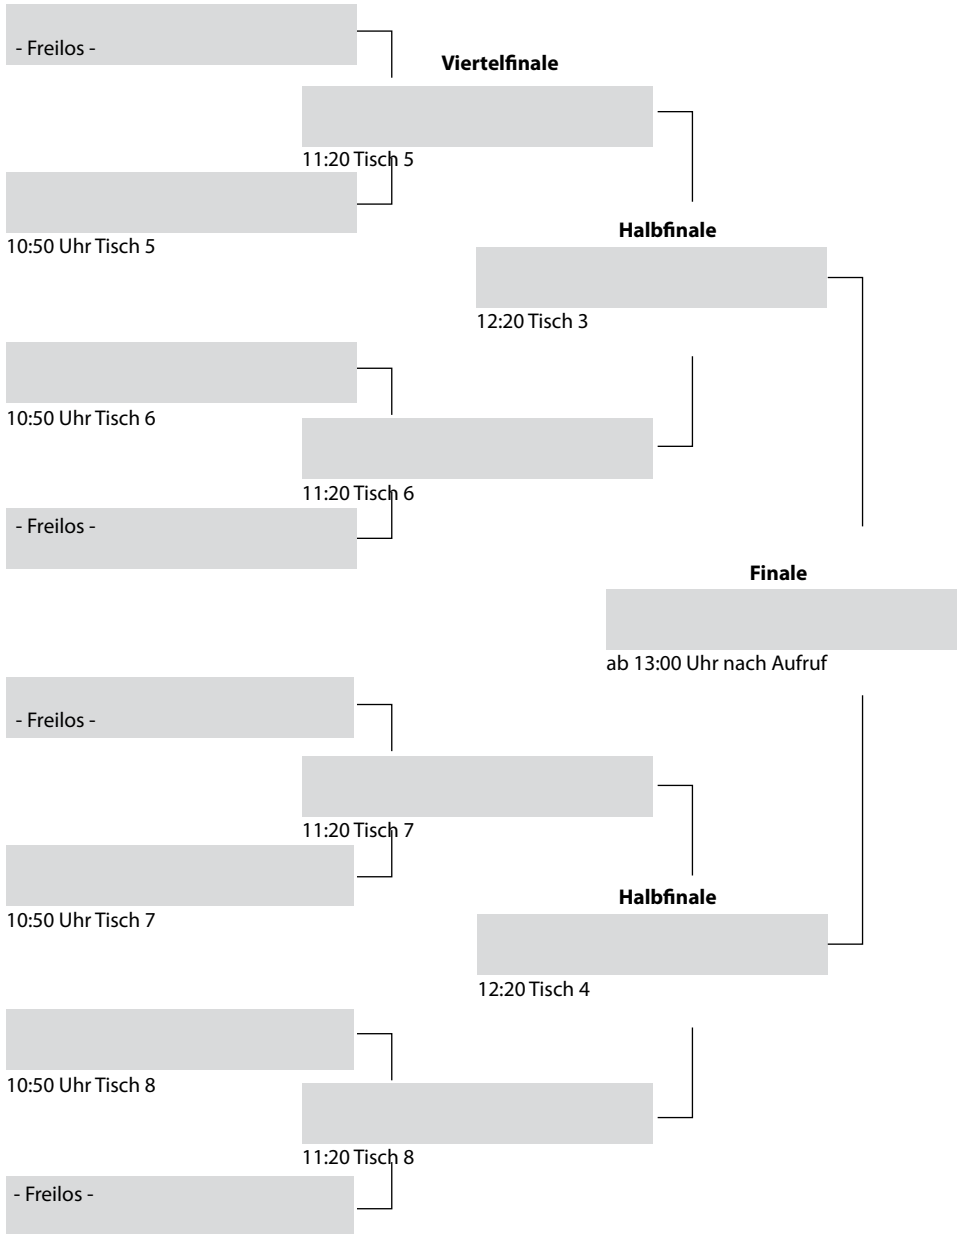 - Freilos -
Viertelfinale
11:20 Tisch 5
10:50 Uhr Tisch 5
Halbfinale
12:20 Tisch 3
10:50 Uhr Tisch 6
11:20 Tisch 6
- Freilos -
Finale
ab 13:00 Uhr nach Aufruf
- Freilos -
11:20 Tisch 7
10:50 Uhr Tisch 7
Halbfinale
12:20 Tisch 4
10:50 Uhr Tisch 8
11:20 Tisch 8
- Freilos -